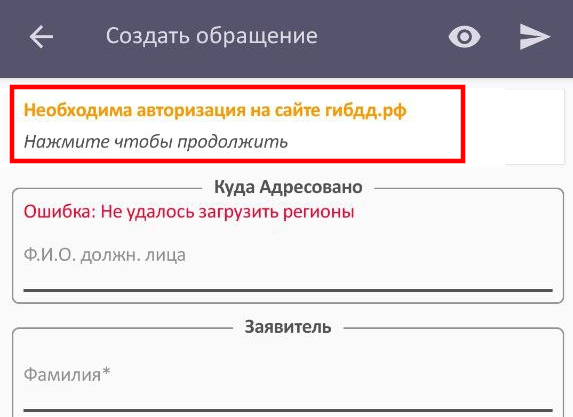 Создать обращение
Необходима авторизация на сайте гибдд.рф
Нажмите чтобы продолжить
Куда Адресовано
Ошибка: Не удалось загрузить регионы
Ф.И.О. должн. лица
Заявитель
Фамилия*